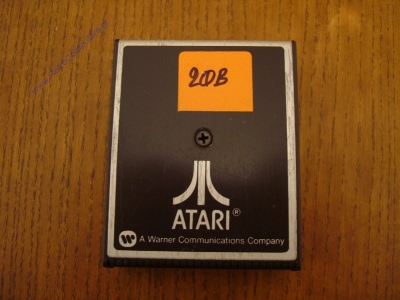 20B
ATARI®
W A Warner Communications Company